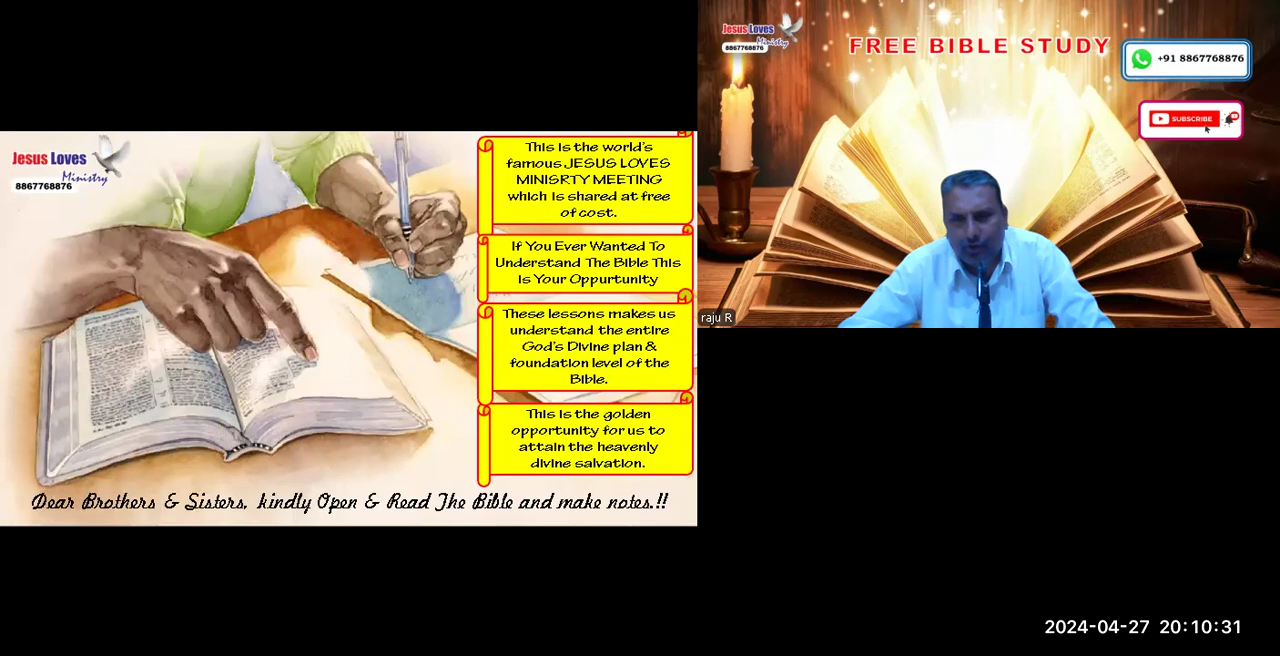 Jesus Loves
Ministry
8867768876
This is the world's
famous JESUS LOVES
MINISRTY MEETING
which is shared at free
of cost.
If You Ever Wanted To
Understand The Bible This
is Your Oppurtunity
These lessons makes us
understand the entire
God's Divine plan &
foundation level of the
Bible.
This is the golden
opportunity for us to
attain the heavenly
divine salvation.
Dear Brothers & Sisters, kindly Open & Read The Bible and make notes.!!
Jesus Loves
Ministry
8867768876
FREE BIBLE STUDY
+91 8867768876
SUBSCRIBE
raju R
2024-04-27 20:10:31